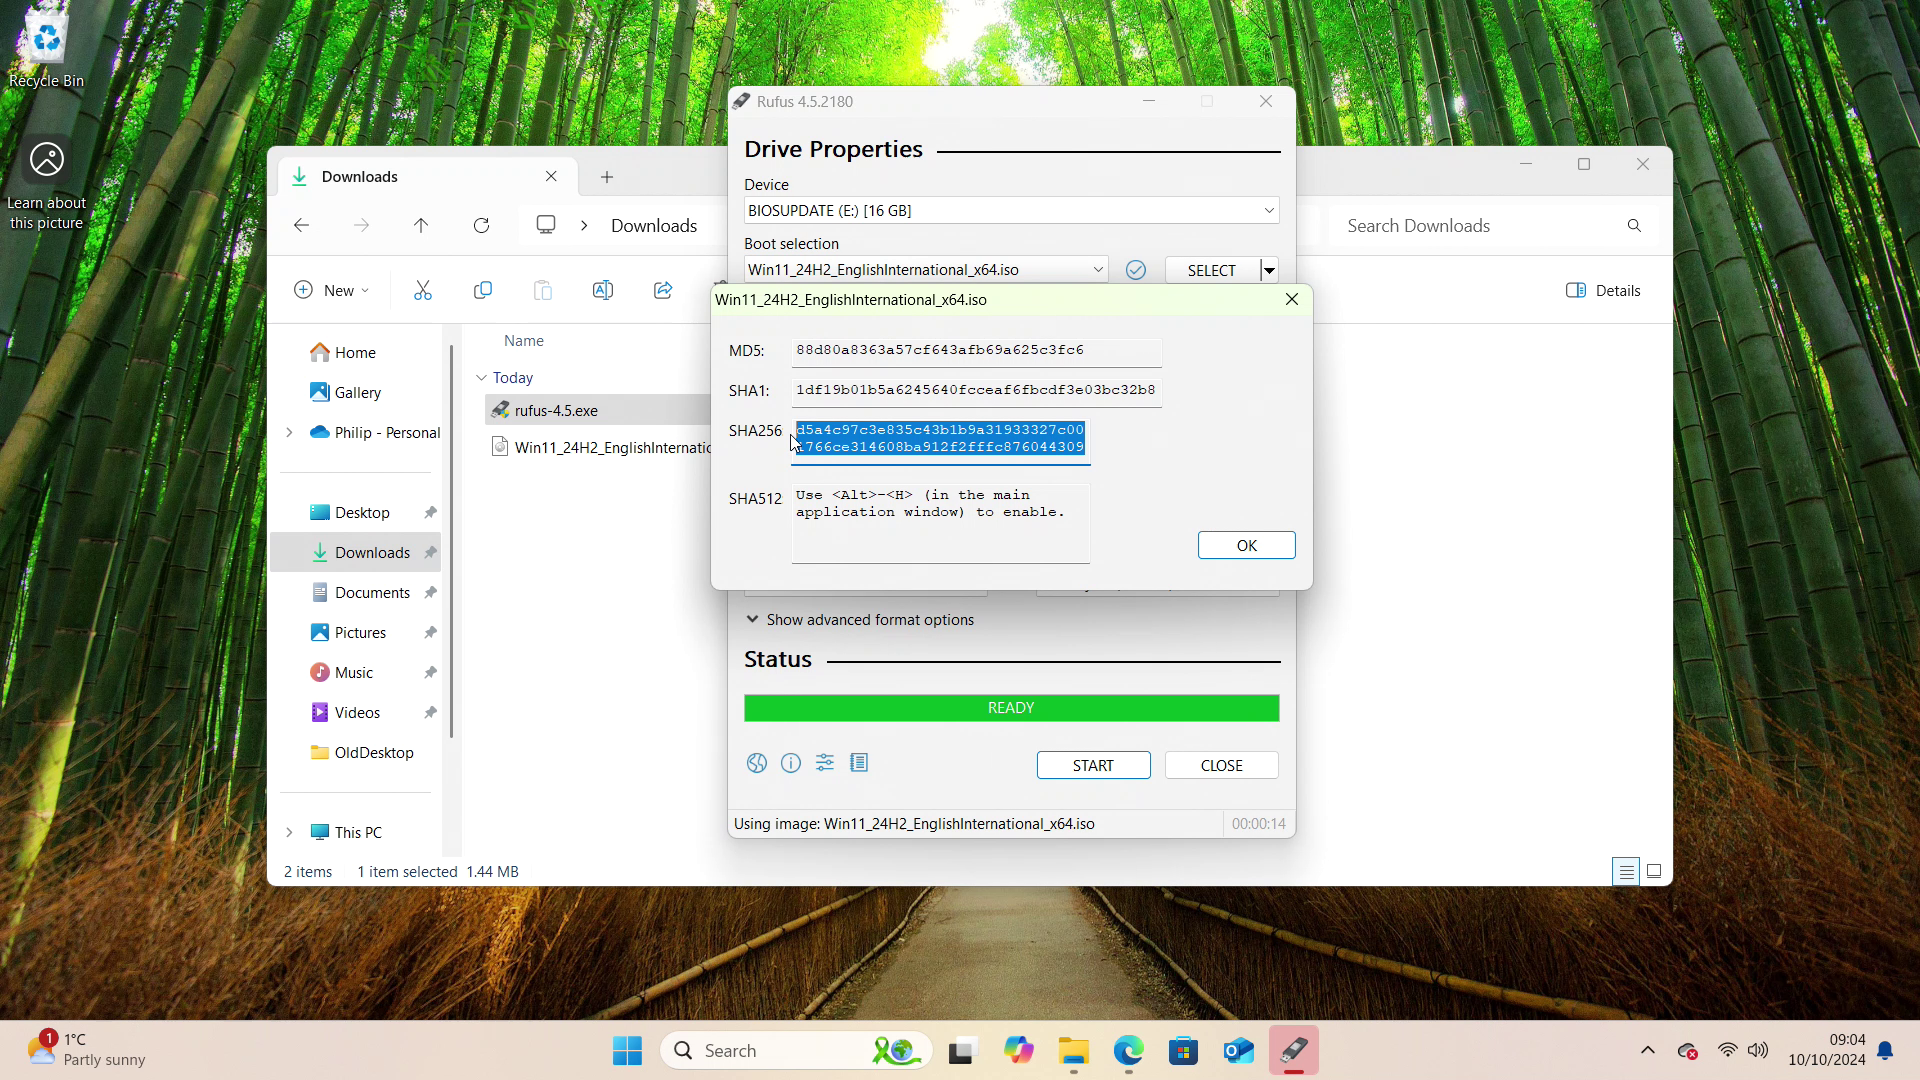 Recycle Bin
Learn about
this picture
Rufus 4.5.2180
Drive Properties
Device
BIOSUPDATE (E:) [16 GB]
Boot selection
Win11_24H2_EnglishInternational_x64.iso
SELECT
Downloads
Downloads
Search Downloads
New
Details
Win11_24H2_EnglishInternational_x64.iso
MD5:
88d80a8363a57cf643afb69a625c3fc6
SHA1:
1df19b01b5a6245640fcceaf6fbcdf3e03bc32b8
SHA256
d5a4c97c3e835c43b1b9a31933327c00
1766ce314608ba912f2fffc876044309
SHA512
Use <Alt>-<H> (in the main
application window) to enable.
OK
Home
Gallery
Philip - Personal
Desktop
Downloads
Documents
Pictures
Music
Videos
OldDesktop
This PC
Name
Today
rufus-4.5.exe
Win11_24H2_EnglishInternatio
Show advanced format options
Status
READY
START
CLOSE
Using image: Win11_24H2_EnglishInternational_x64.iso
00:00:14
2 items
1 item selected 1.44 MB
1
1°C
Partly sunny
Search
09:04
10/10/2024